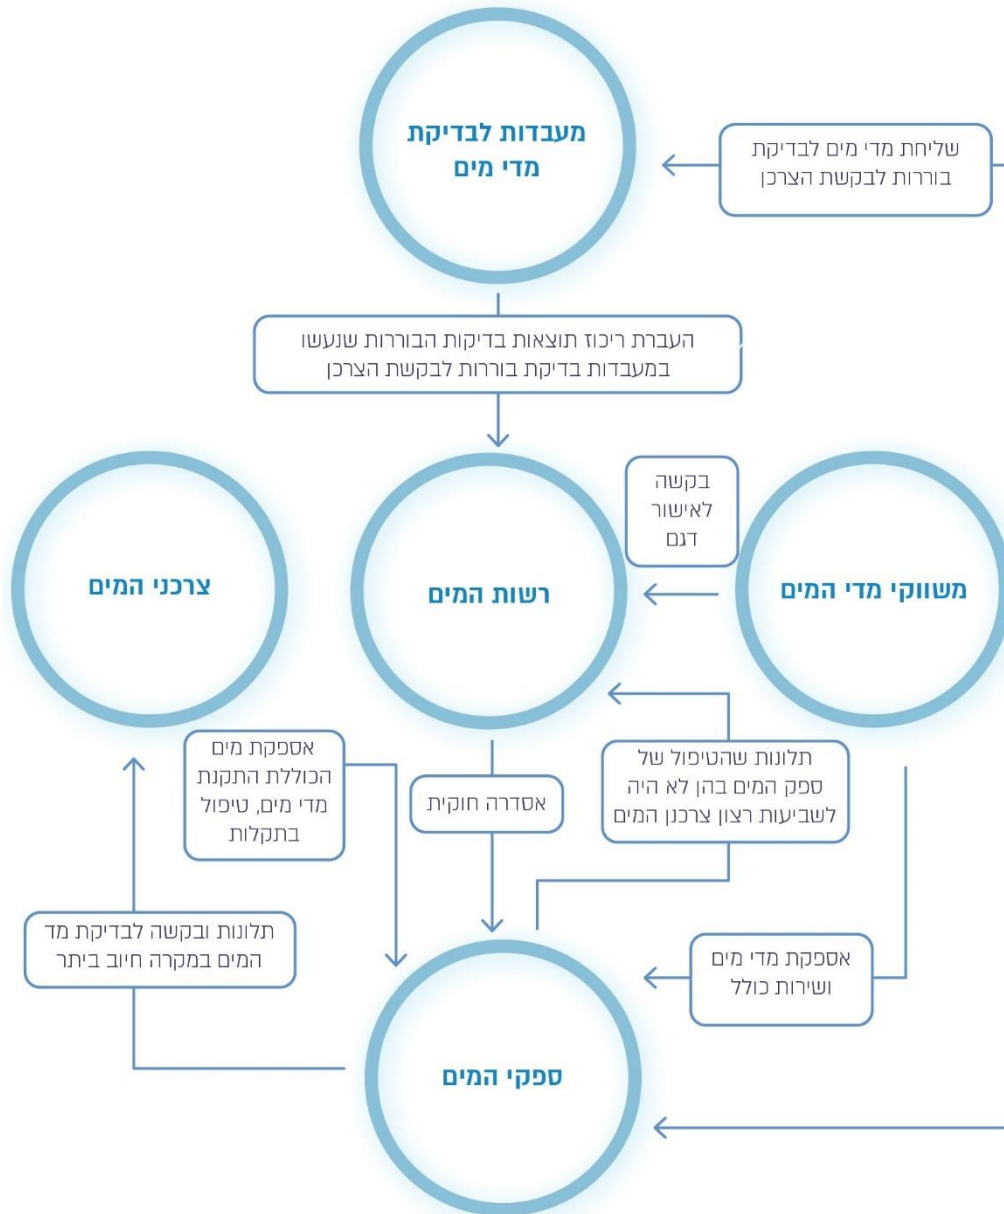 מעבדות לבדיקת
מדי מים
שליחת מדי מים לבדיקת
בוררות לבקשת הצרכן
העברת ריכוז תוצאות בדיקות הבוררות שנעשו
במעבדות בדיקת בוררות לבקשת הצרכן
בקשה
לאישור
דגם
משווקי מדי המים
רשות המים
צרכני המים
אספקת מים
הכוללת התקנת
מדי מים, טיפול
בתקלות
אסדרה חוקית
תלונות שהטיפול של
ספק המים בהן לא היה
לשביעות רצון צרכנן המים
תלונות ובקשה לבדיקת מד
המים במקרה חיוב ביתר
אספקת מדי מים
ושירות כולל
ספקי המים